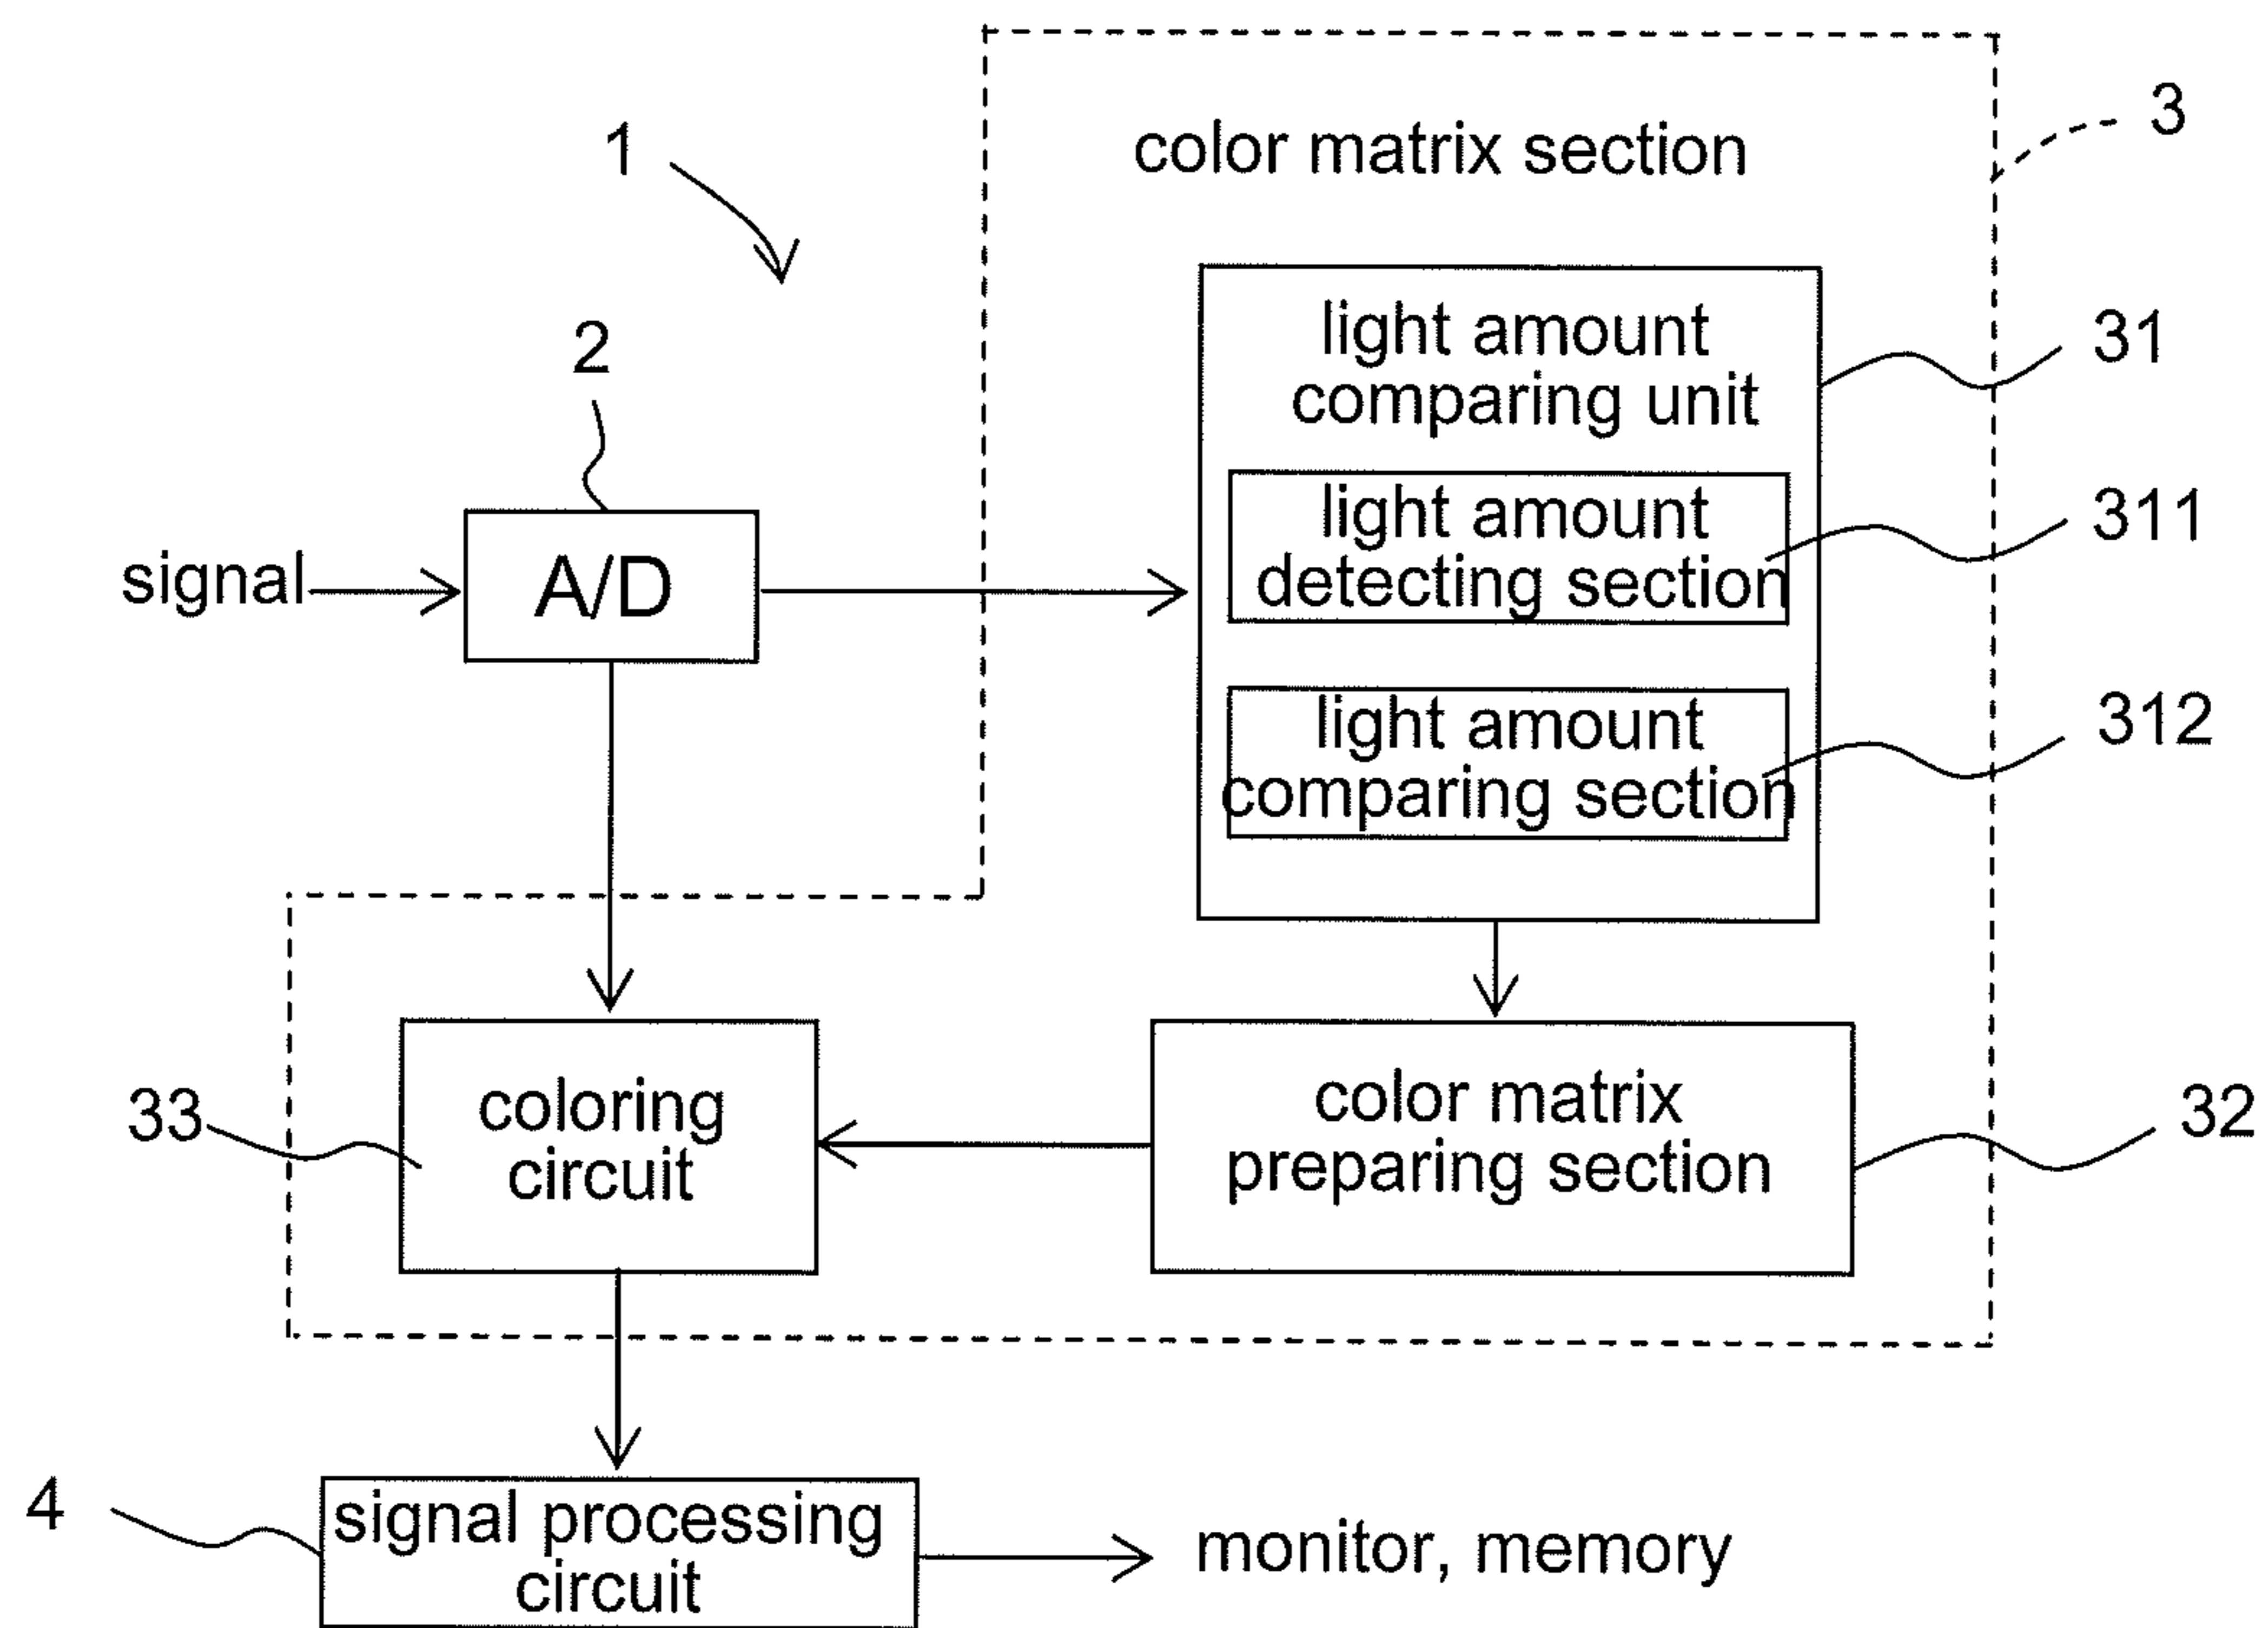 color matrix section
3
1
light amount
comparing unit
31
2
light amount
detecting section
311
signal
A/D
light amount
comparing section
312
33
coloring
circuit
color matrix
preparing section
32
4
signal processing
circuit
monitor, memory